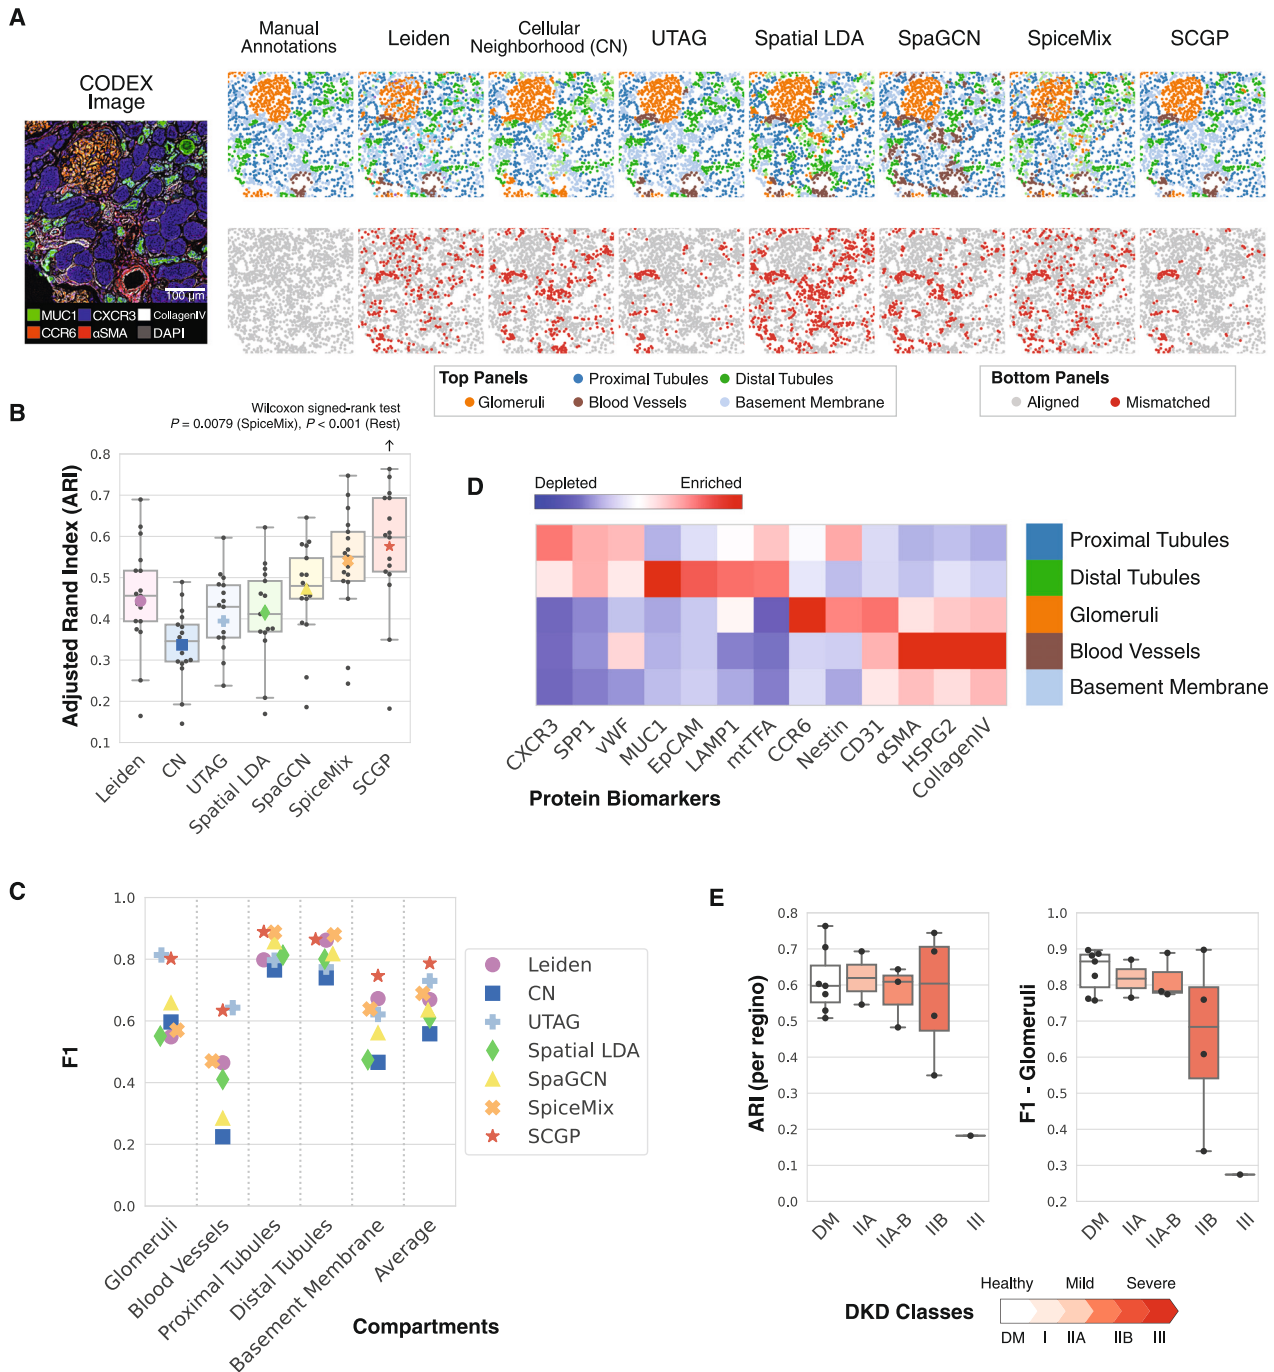 A
Manual
Annotations
Leiden
Cellular
Neighborhood (CN)
UTAG
Spatial LDA
SpaGCN
SpiceMix
SCGP
CODEX
Image
100 µm
MUC1 CXCR3 CollagenIV
CCR6 αSMA DAPI
Top Panels
Proximal Tubules
Distal Tubules
Glomeruli
Blood Vessels
Basement Membrane
Bottom Panels
Aligned
Mismatched
B
Wilcoxon signed-rank test
P = 0.0079 (SpiceMix), P < 0.001 (Rest)
↑
Adjusted Rand Index (ARI)
0.8
0.7
0.6
0.5
0.4
0.3
0.2
0.1
Leiden
CN
UTAG
Spatial LDA
SpaGCN
SpiceMix
SCGP
D
Depleted
Enriched
Proximal Tubules
Distal Tubules
Glomeruli
Blood Vessels
Basement Membrane
CXCR3
SPP1
vWF
MUC1
EpCAM
LAMP1
mtTFA
CCR6
Nestin
CD31
αSMA
HSPG2
CollagenIV
Protein Biomarkers
C
F1
1.0
0.8
0.6
0.4
0.2
0.0
Glomeruli
Blood Vessels
Proximal Tubules
Distal Tubules
Basement Membrane
Average
Compartments
Leiden
CN
UTAG
Spatial LDA
SpaGCN
SpiceMix
SCGP
E
ARI (per regino)
0.8
0.7
0.6
0.5
0.4
0.3
0.2
0.1
0.0
DM
IIA
IIA-B
IIB
III
F1 - Glomeruli
1.0
0.9
0.8
0.7
0.6
0.5
0.4
0.3
0.2
DM
IIA
IIA-B
IIB
III
Healthy
Mild
Severe
DKD Classes
DM
I
IIA
IIB
III